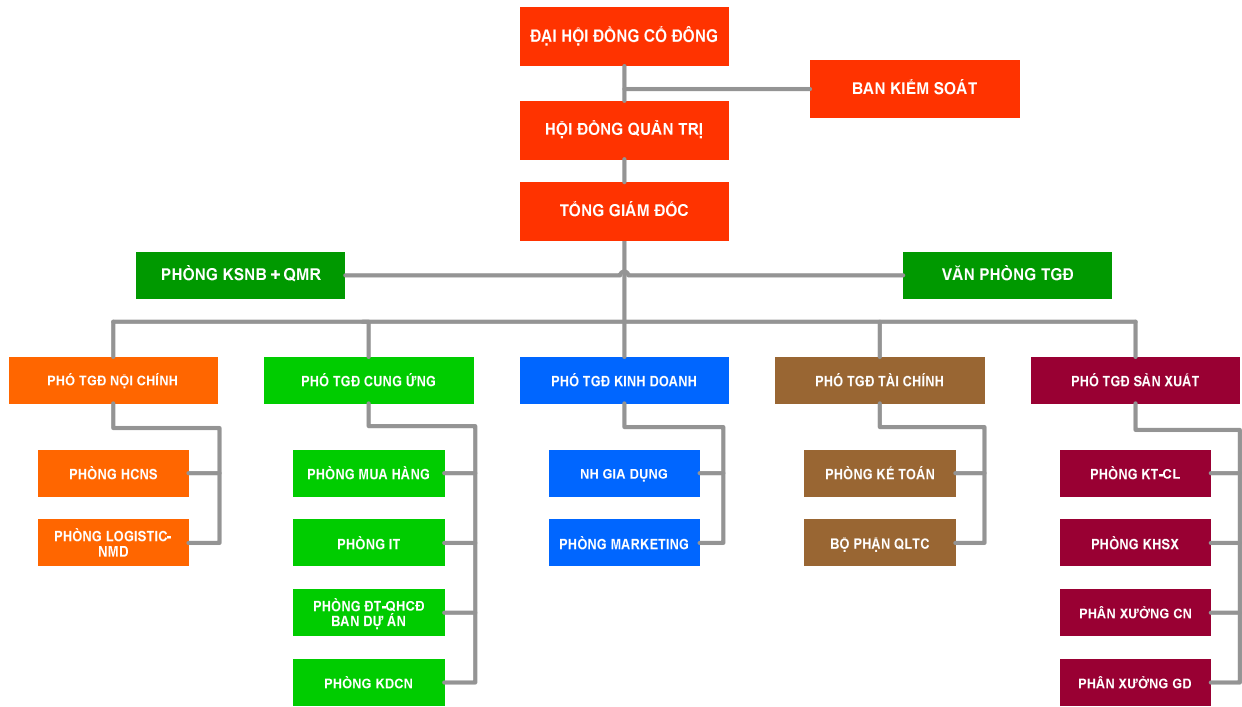 ĐẠI HỘI ĐỒNG CỔ ĐÔNG
BAN KIỂM SOÁT
HỘI ĐỒNG QUẢN TRỊ
TỔNG GIÁM ĐỐC
PHÒNG KSNB + QMR
VĂN PHÒNG TGĐ
PHÓ TGĐ NỘI CHÍNH
PHÓ TGĐ CUNG ỨNG
PHÓ TGĐ KINH DOANH
PHÓ TGĐ TÀI CHÍNH
PHÓ TGĐ SẢN XUẤT
PHÒNG HCNS
PHÒNG MUA HÀNG
NH GIA DỤNG
PHÒNG KẾ TOÁN
PHÒNG KT-CL
PHÒNG LOGISTIC-
NMD
PHÒNG IT
PHÒNG MARKETING
BỘ PHẬN QLTC
PHÒNG KHSX
PHÒNG ĐT-QHCĐ
BAN DỰ ÁN
PHÂN XƯỞNG CN
PHÒNG KDCN
PHÂN XƯỞNG GD